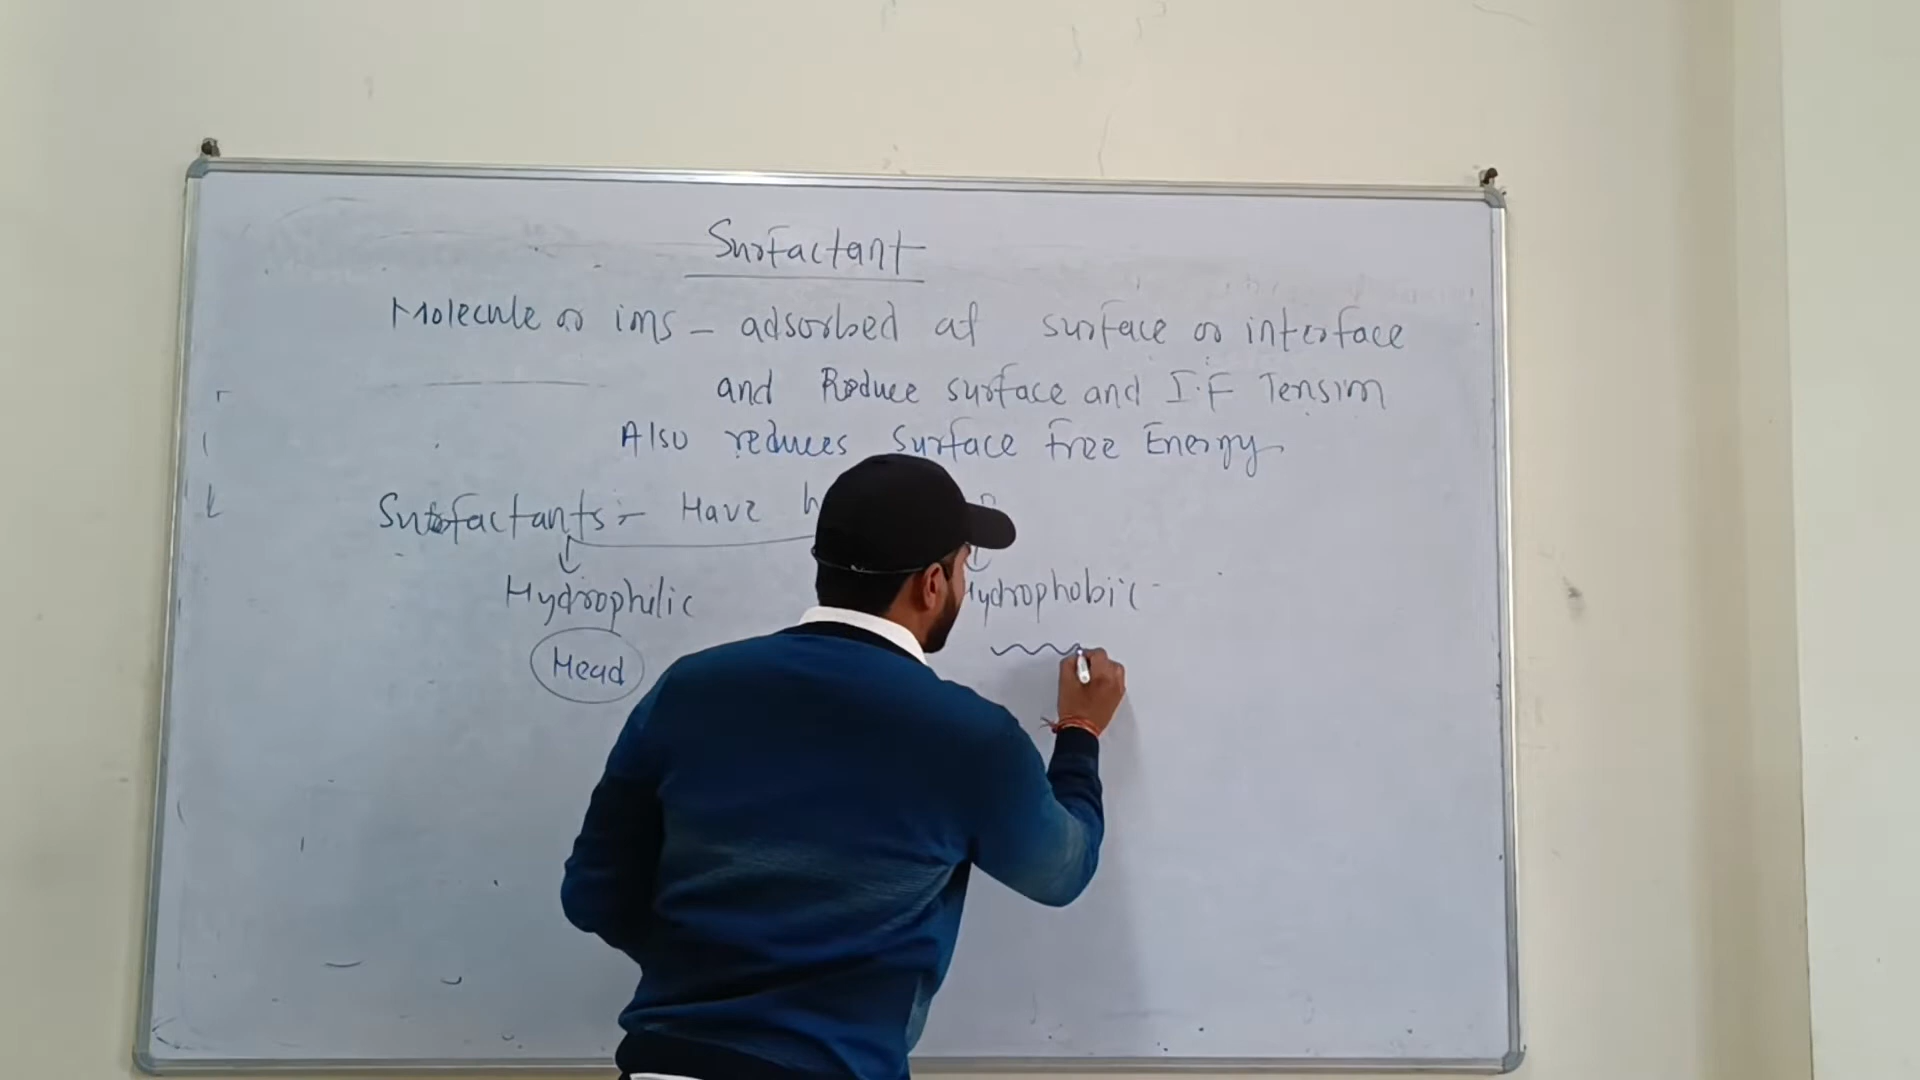 Surfactant
Molecule or ions - adsorbed at surface or interface
and Reduce surface and I.F Tension
Also reduces Surface Free Energy
Surfactants :- Have
Hydrophilic Hydrophobic
Head